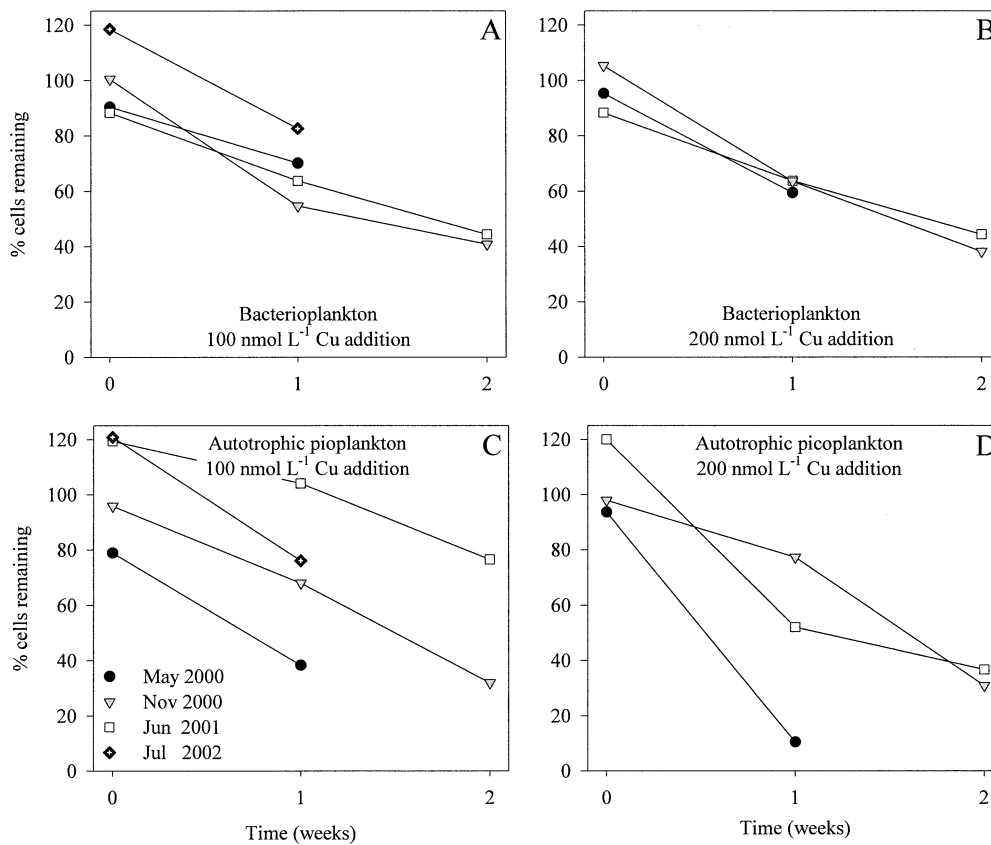 A
120
100
80
60
40
20
0
% cells remaining
Bacterioplankton
100 nmol L⁻¹ Cu addition
0 1 2
B
120
100
80
60
40
20
0
Bacterioplankton
200 nmol L⁻¹ Cu addition
0 1 2
C
120
100
80
60
40
20
0
% cells remaining
Autotrophic pioplankton
100 nmol L⁻¹ Cu addition
May 2000
Nov 2000
Jun 2001
Jul 2002
0 1 2
Time (weeks)
D
120
100
80
60
40
20
0
Autotrophic picoplankton
200 nmol L⁻¹ Cu addition
0 1 2
Time (weeks)